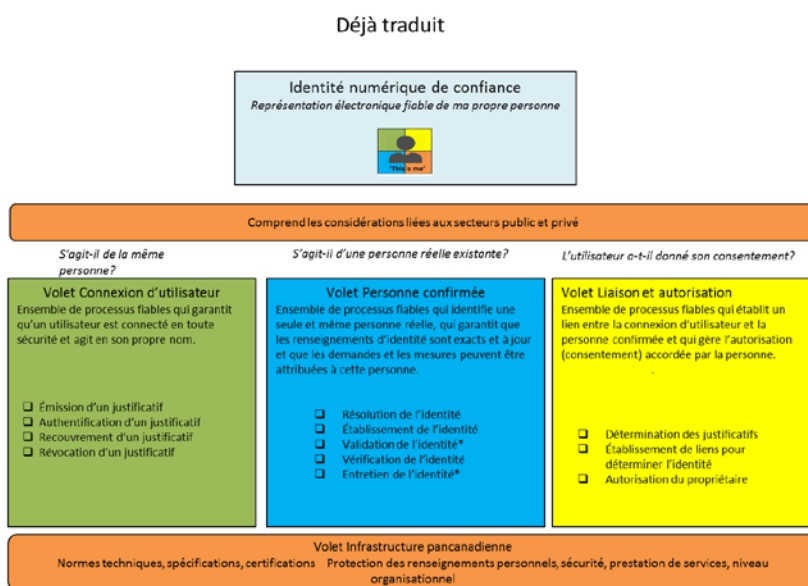 Déjà traduit
Identité numérique de confiance
Représentation électronique fiable de ma propre personne
"This is me"
Comprend les considérations liées aux secteurs public et privé
S'agit-il de la même
personne?
S'agit-il d'une personne réelle existante?
L'utilisateur a-t-il donné son consentement?
Volet Connexion d'utilisateur
Ensemble de processus fiables qui garantit
qu'un utilisateur est connecté en toute
sécurité et agit en son propre nom.
❑ Émission d'un justificatif
❑ Authentification d'un justificatif
❑ Recouvrement d'un justificatif
❑ Révocation d'un justificatif
Volet Personne confirmée
Ensemble de processus fiables qui identifie une
seule et même personne réelle, qui garantit que
les renseignements d'identité sont exacts et à jour
et que les demandes et les mesures peuvent être
attribuées à cette personne.
❑ Résolution de l'identité
❑ Établissement de l'identité
❑ Validation de l'identité*
❑ Vérification de l'identité
❑ Entretien de l'identité*
Volet Liaison et autorisation
Ensemble de processus fiables qui établit un
lien entre la connexion d'utilisateur et la
personne confirmée et qui gère l'autorisation
(consentement) accordée par la personne.
.
❑ Détermination des justificatifs
❑ Établissement de liens pour
déterminer l'identité
❑ Autorisation du propriétaire
Volet Infrastructure pancanadienne
Normes techniques, spécifications, certifications Protection des renseignements personnels, sécurité, prestation de services, niveau
organisationnel